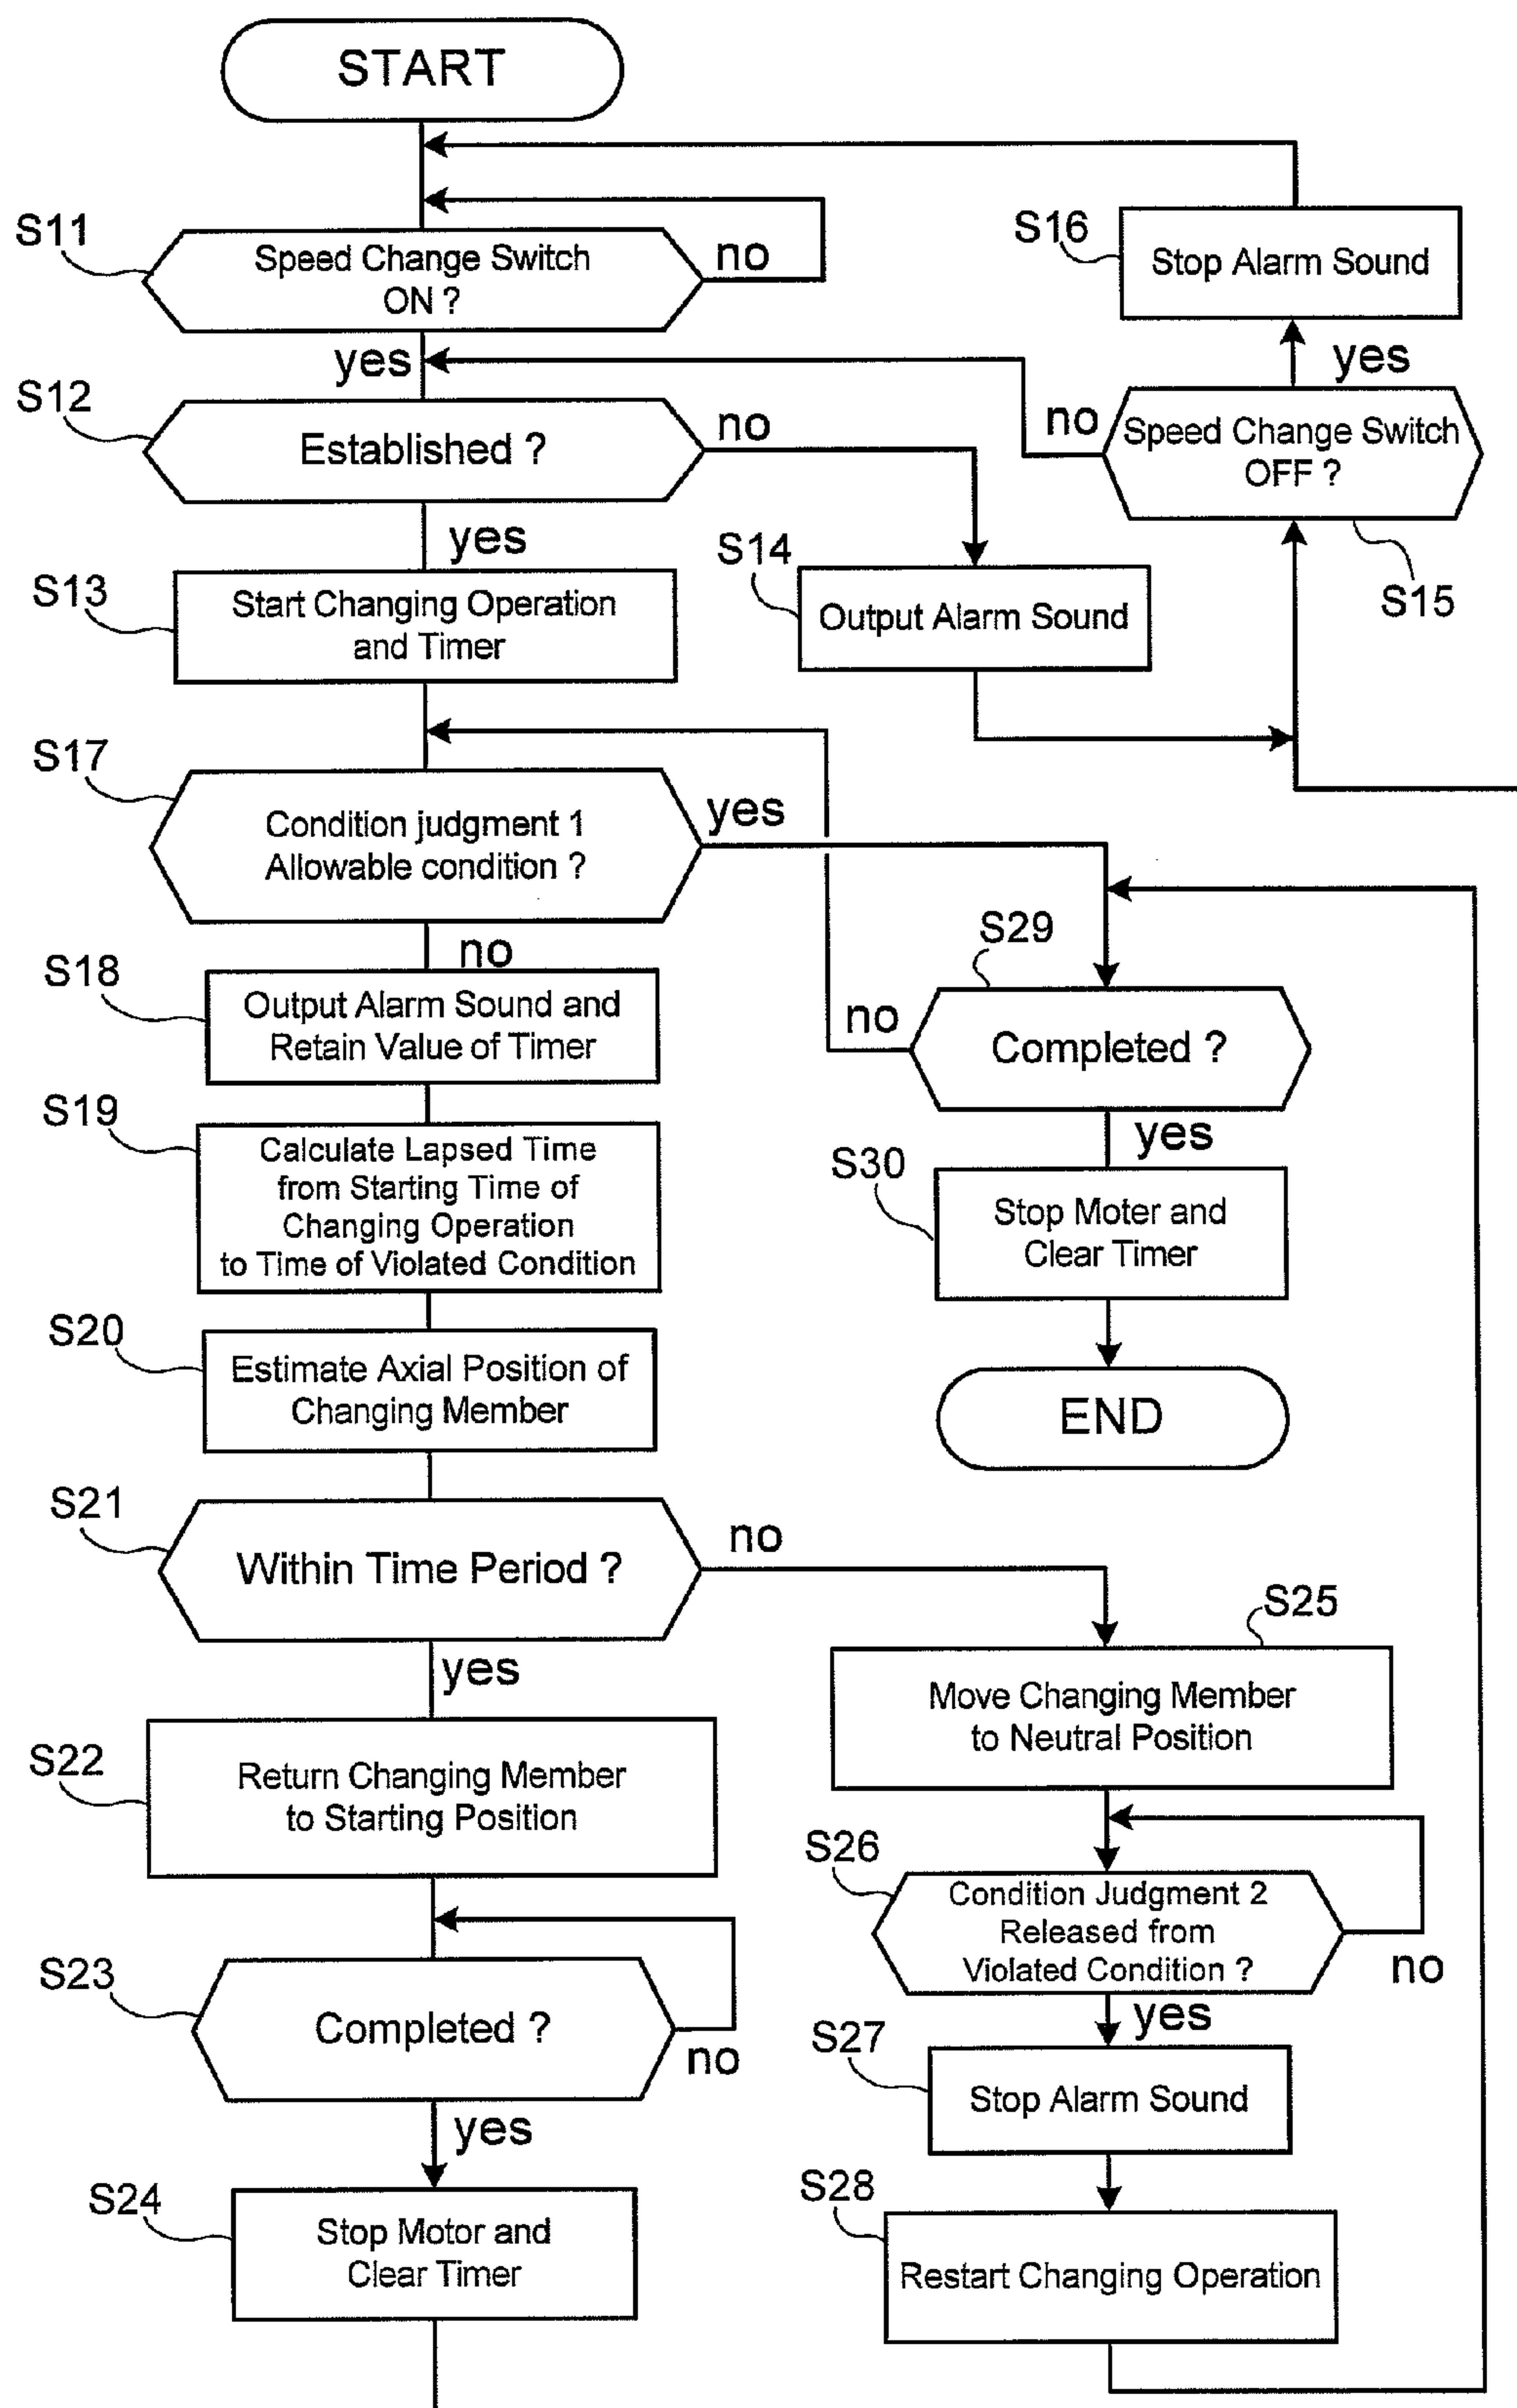 START
S11
Speed Change Switch
ON ?
no
yes
S16
Stop Alarm Sound
yes
S12
Established ?
no
no
Speed Change Switch
OFF ?
S15
yes
S13
Start Changing Operation
and Timer
S14
Output Alarm Sound
S17
Condition judgment 1
Allowable condition ?
yes
no
S18
Output Alarm Sound and
Retain Value of Timer
S29
no
Completed ?
yes
S19
Calculate Lapsed Time
from Starting Time of
Changing Operation
to Time of Violated Condition
S30
Stop Moter and
Clear Timer
S20
Estimate Axial Position of
Changing Member
END
S21
Within Time Period ?
no
yes
S25
Move Changing Member
to Neutral Position
S22
Return Changing Member
to Starting Position
S26
Condition Judgment 2
Released from
Violated Condition ?
no
yes
S23
Completed ?
no
yes
S27
Stop Alarm Sound
S24
Stop Motor and
Clear Timer
S28
Restart Changing Operation